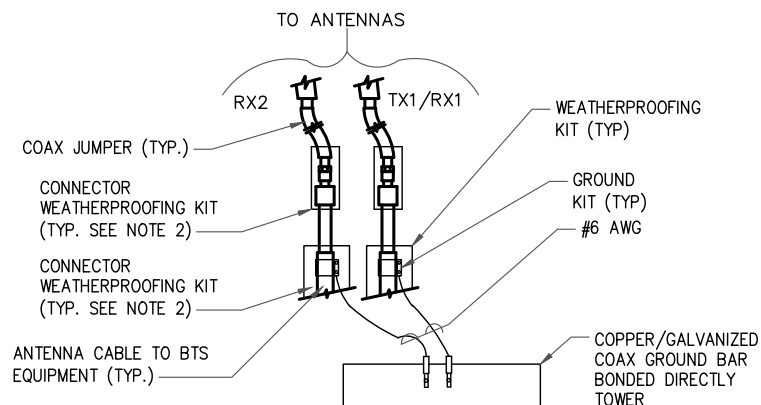 TO ANTENNAS
RX2
TX1/RX1
COAX JUMPER (TYP.)
CONNECTOR
WEATHERPROOFING KIT
(TYP. SEE NOTE 2)
CONNECTOR
WEATHERPROOFING KIT
(TYP. SEE NOTE 2)
ANTENNA CABLE TO BTS
EQUIPMENT (TYP.)
WEATHERPROOFING
KIT (TYP)
GROUND
KIT (TYP)
#6 AWG
COPPER/GALVANIZED
COAX GROUND BAR
BONDED DIRECTLY
TOWER